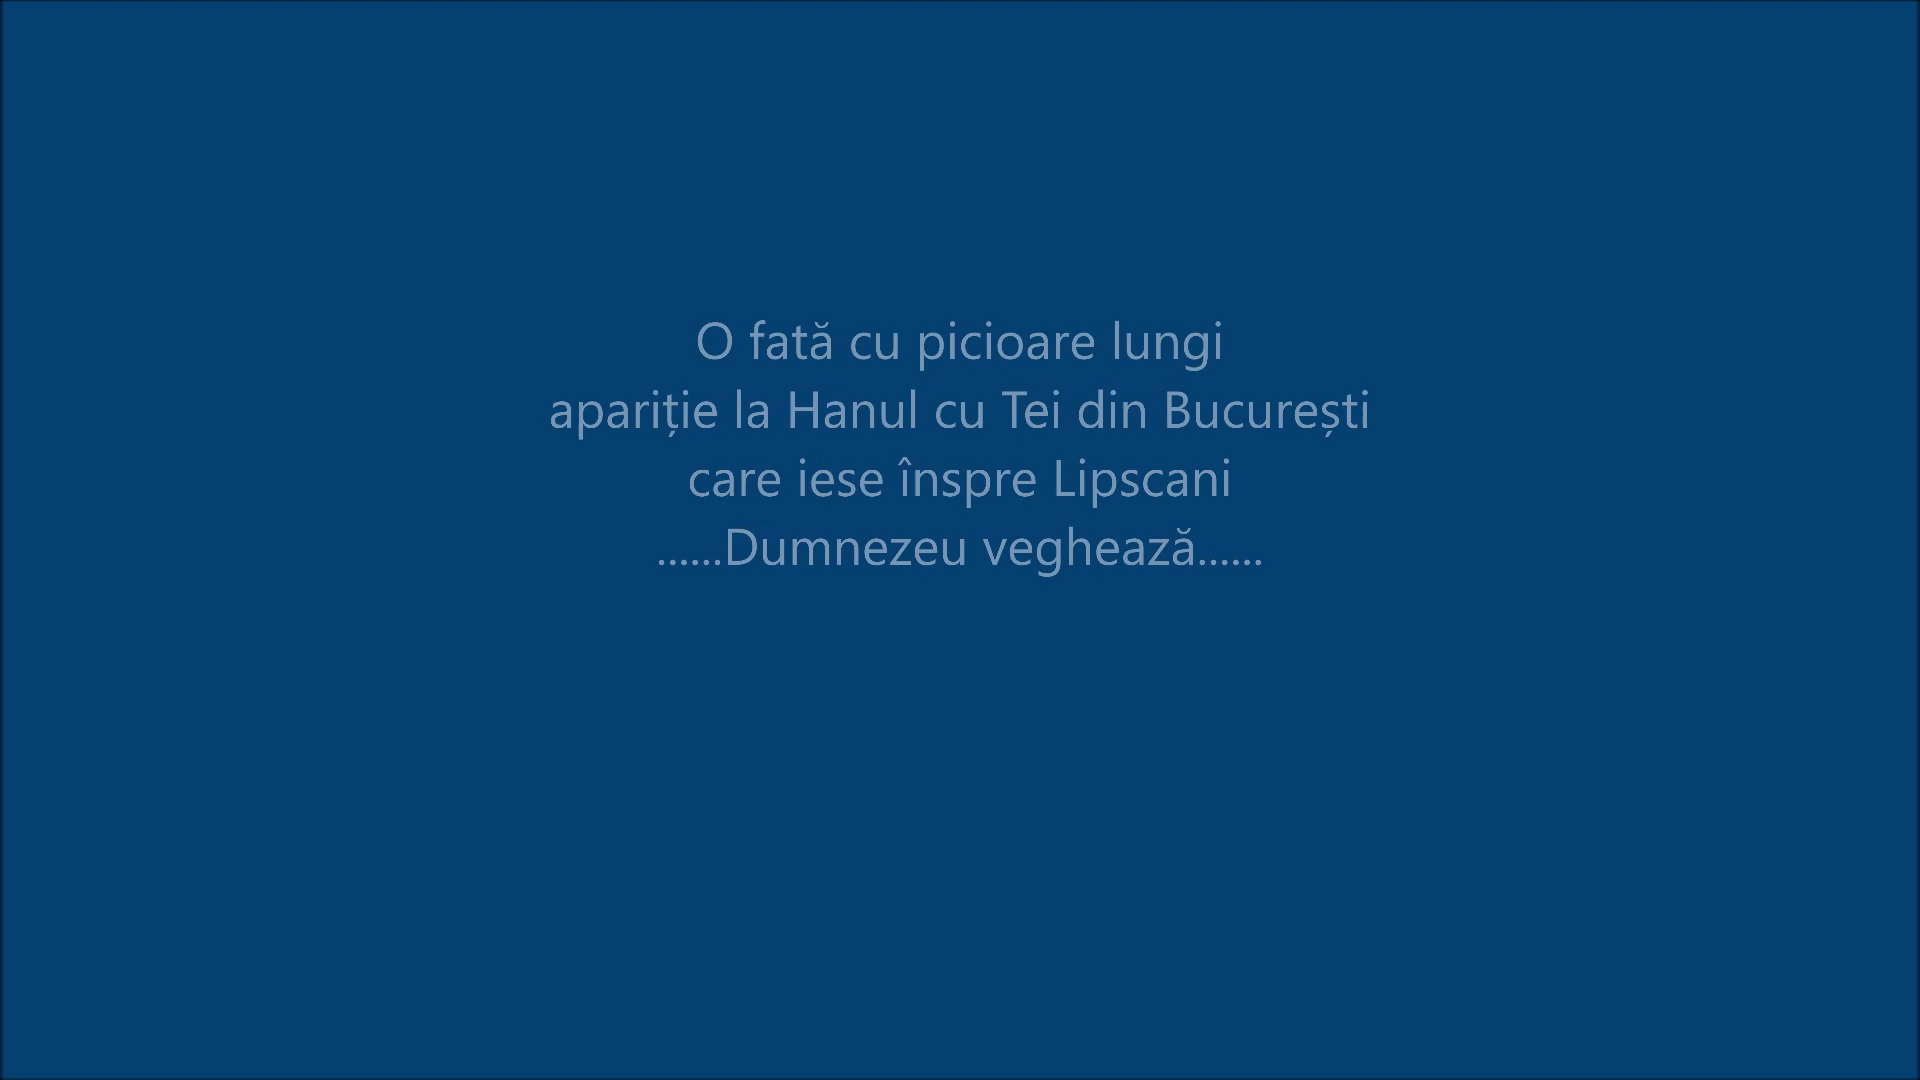 O fată cu picioare lungi
apariție la Hanul cu Tei din București
care iese înspre Lipscani
......Dumnezeu veghează......